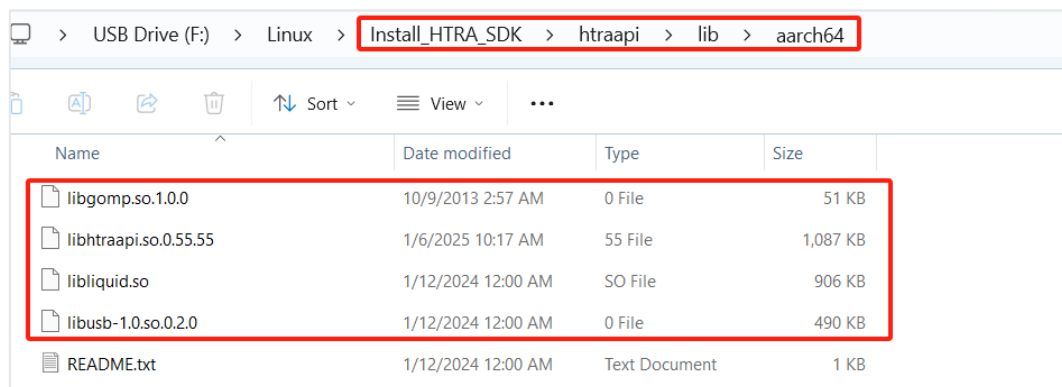 > USB Drive (F:) > Linux > Install_HTRA_SDK > htraapi > lib > aarch64
A Sort View ...
Name Date modified Type Size
libgomp.so.1.0.0 10/9/2013 2:57 AM 0 File 51 KB
libhtraapi.so.0.55.55 1/6/2025 10:17 AM 55 File 1,087 KB
libliquid.so 1/12/2024 12:00 AM SO File 906 KB
libusb-1.0.so.0.2.0 1/12/2024 12:00 AM 0 File 490 KB
README.txt 1/12/2024 12:00 AM Text Document 1 KB